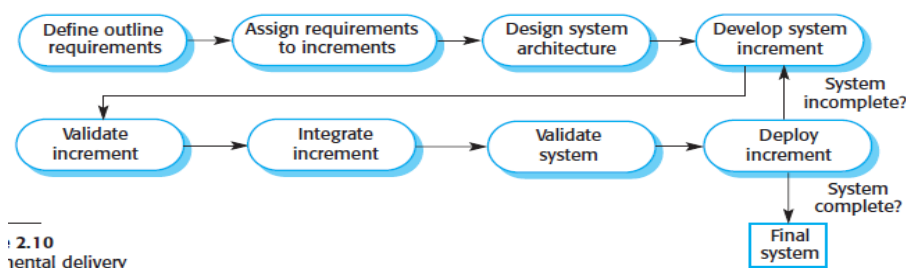 Define outline
requirements
Assign requirements
to increments
Design system
architecture
Develop system
increment
System
incomplete?
Validate
increment
Integrate
increment
Validate
system
Deploy
increment
System
complete?
Final
system
2.10
mental delivery